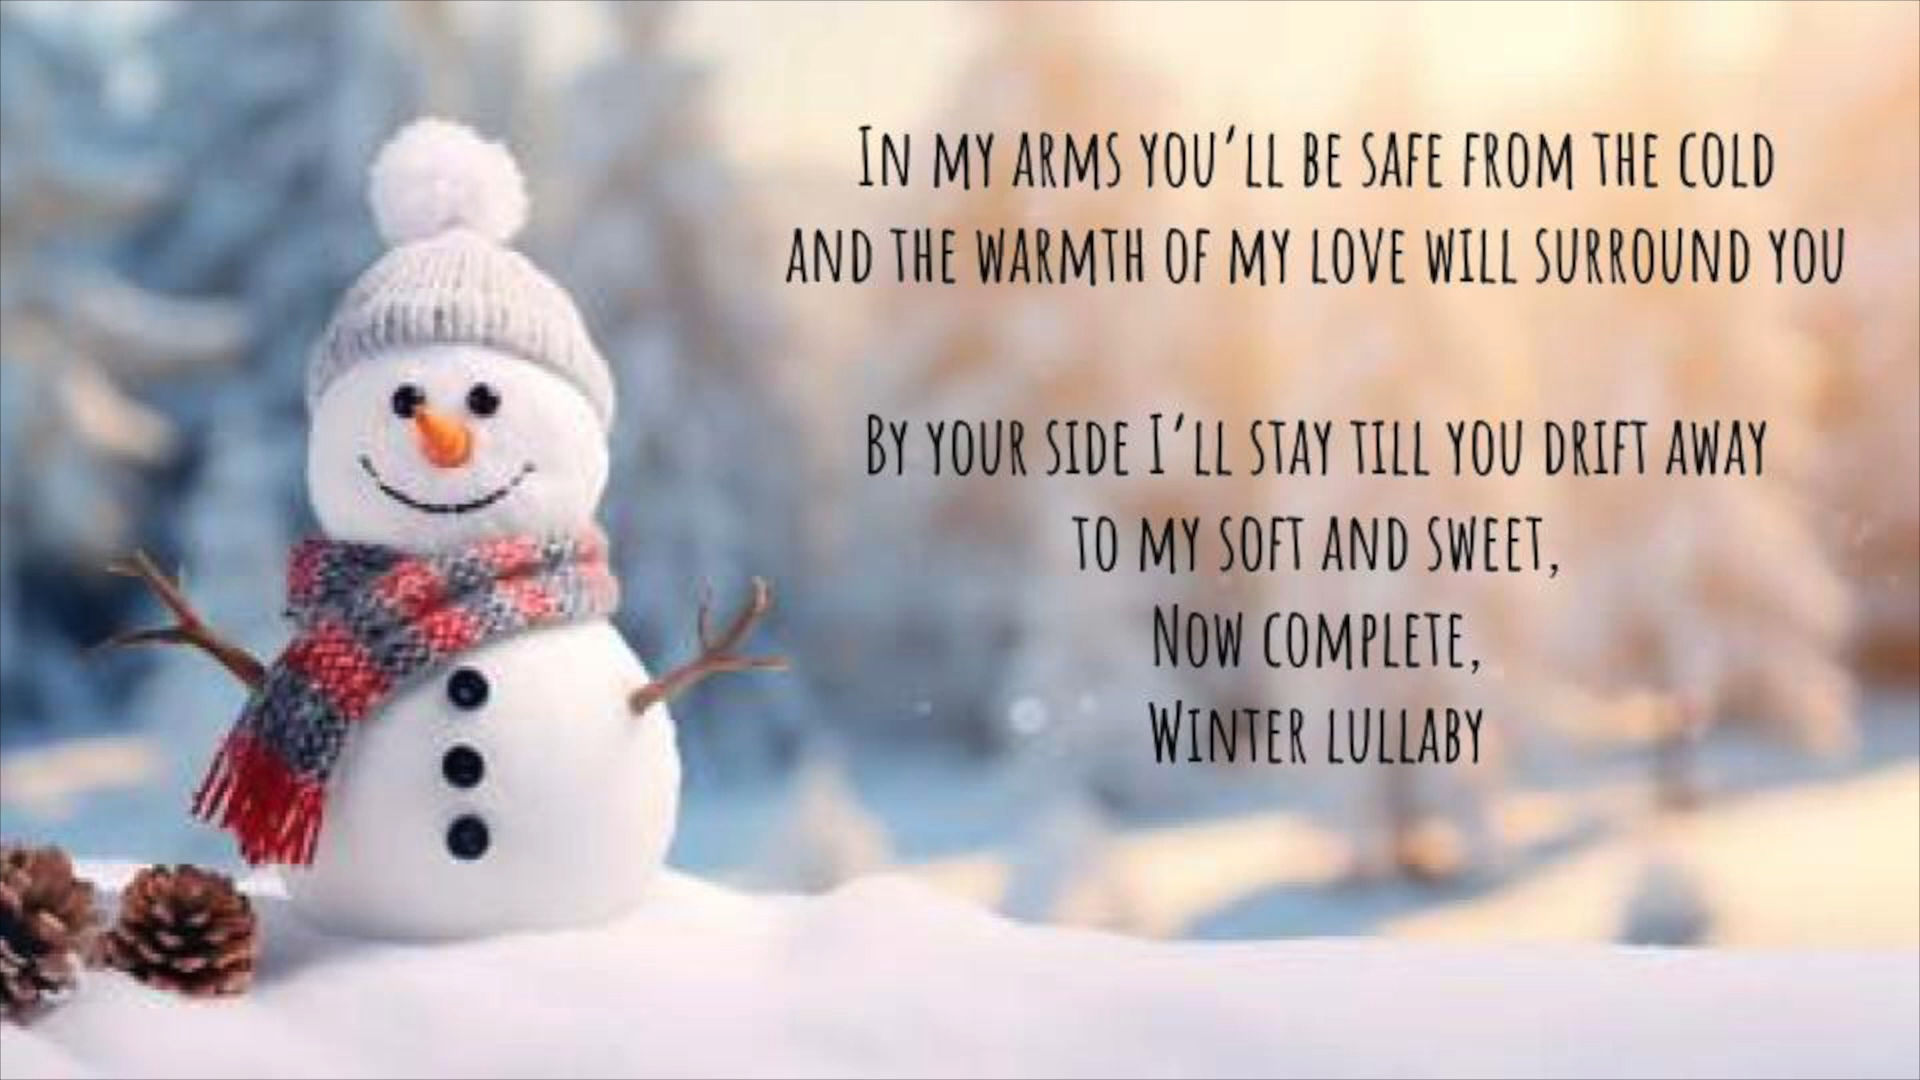 In my arms you'll be safe from the cold
and the warmth of my love will surround you
By your side I'll stay till you drift away
to my soft and sweet,
Now complete,
Winter lullaby